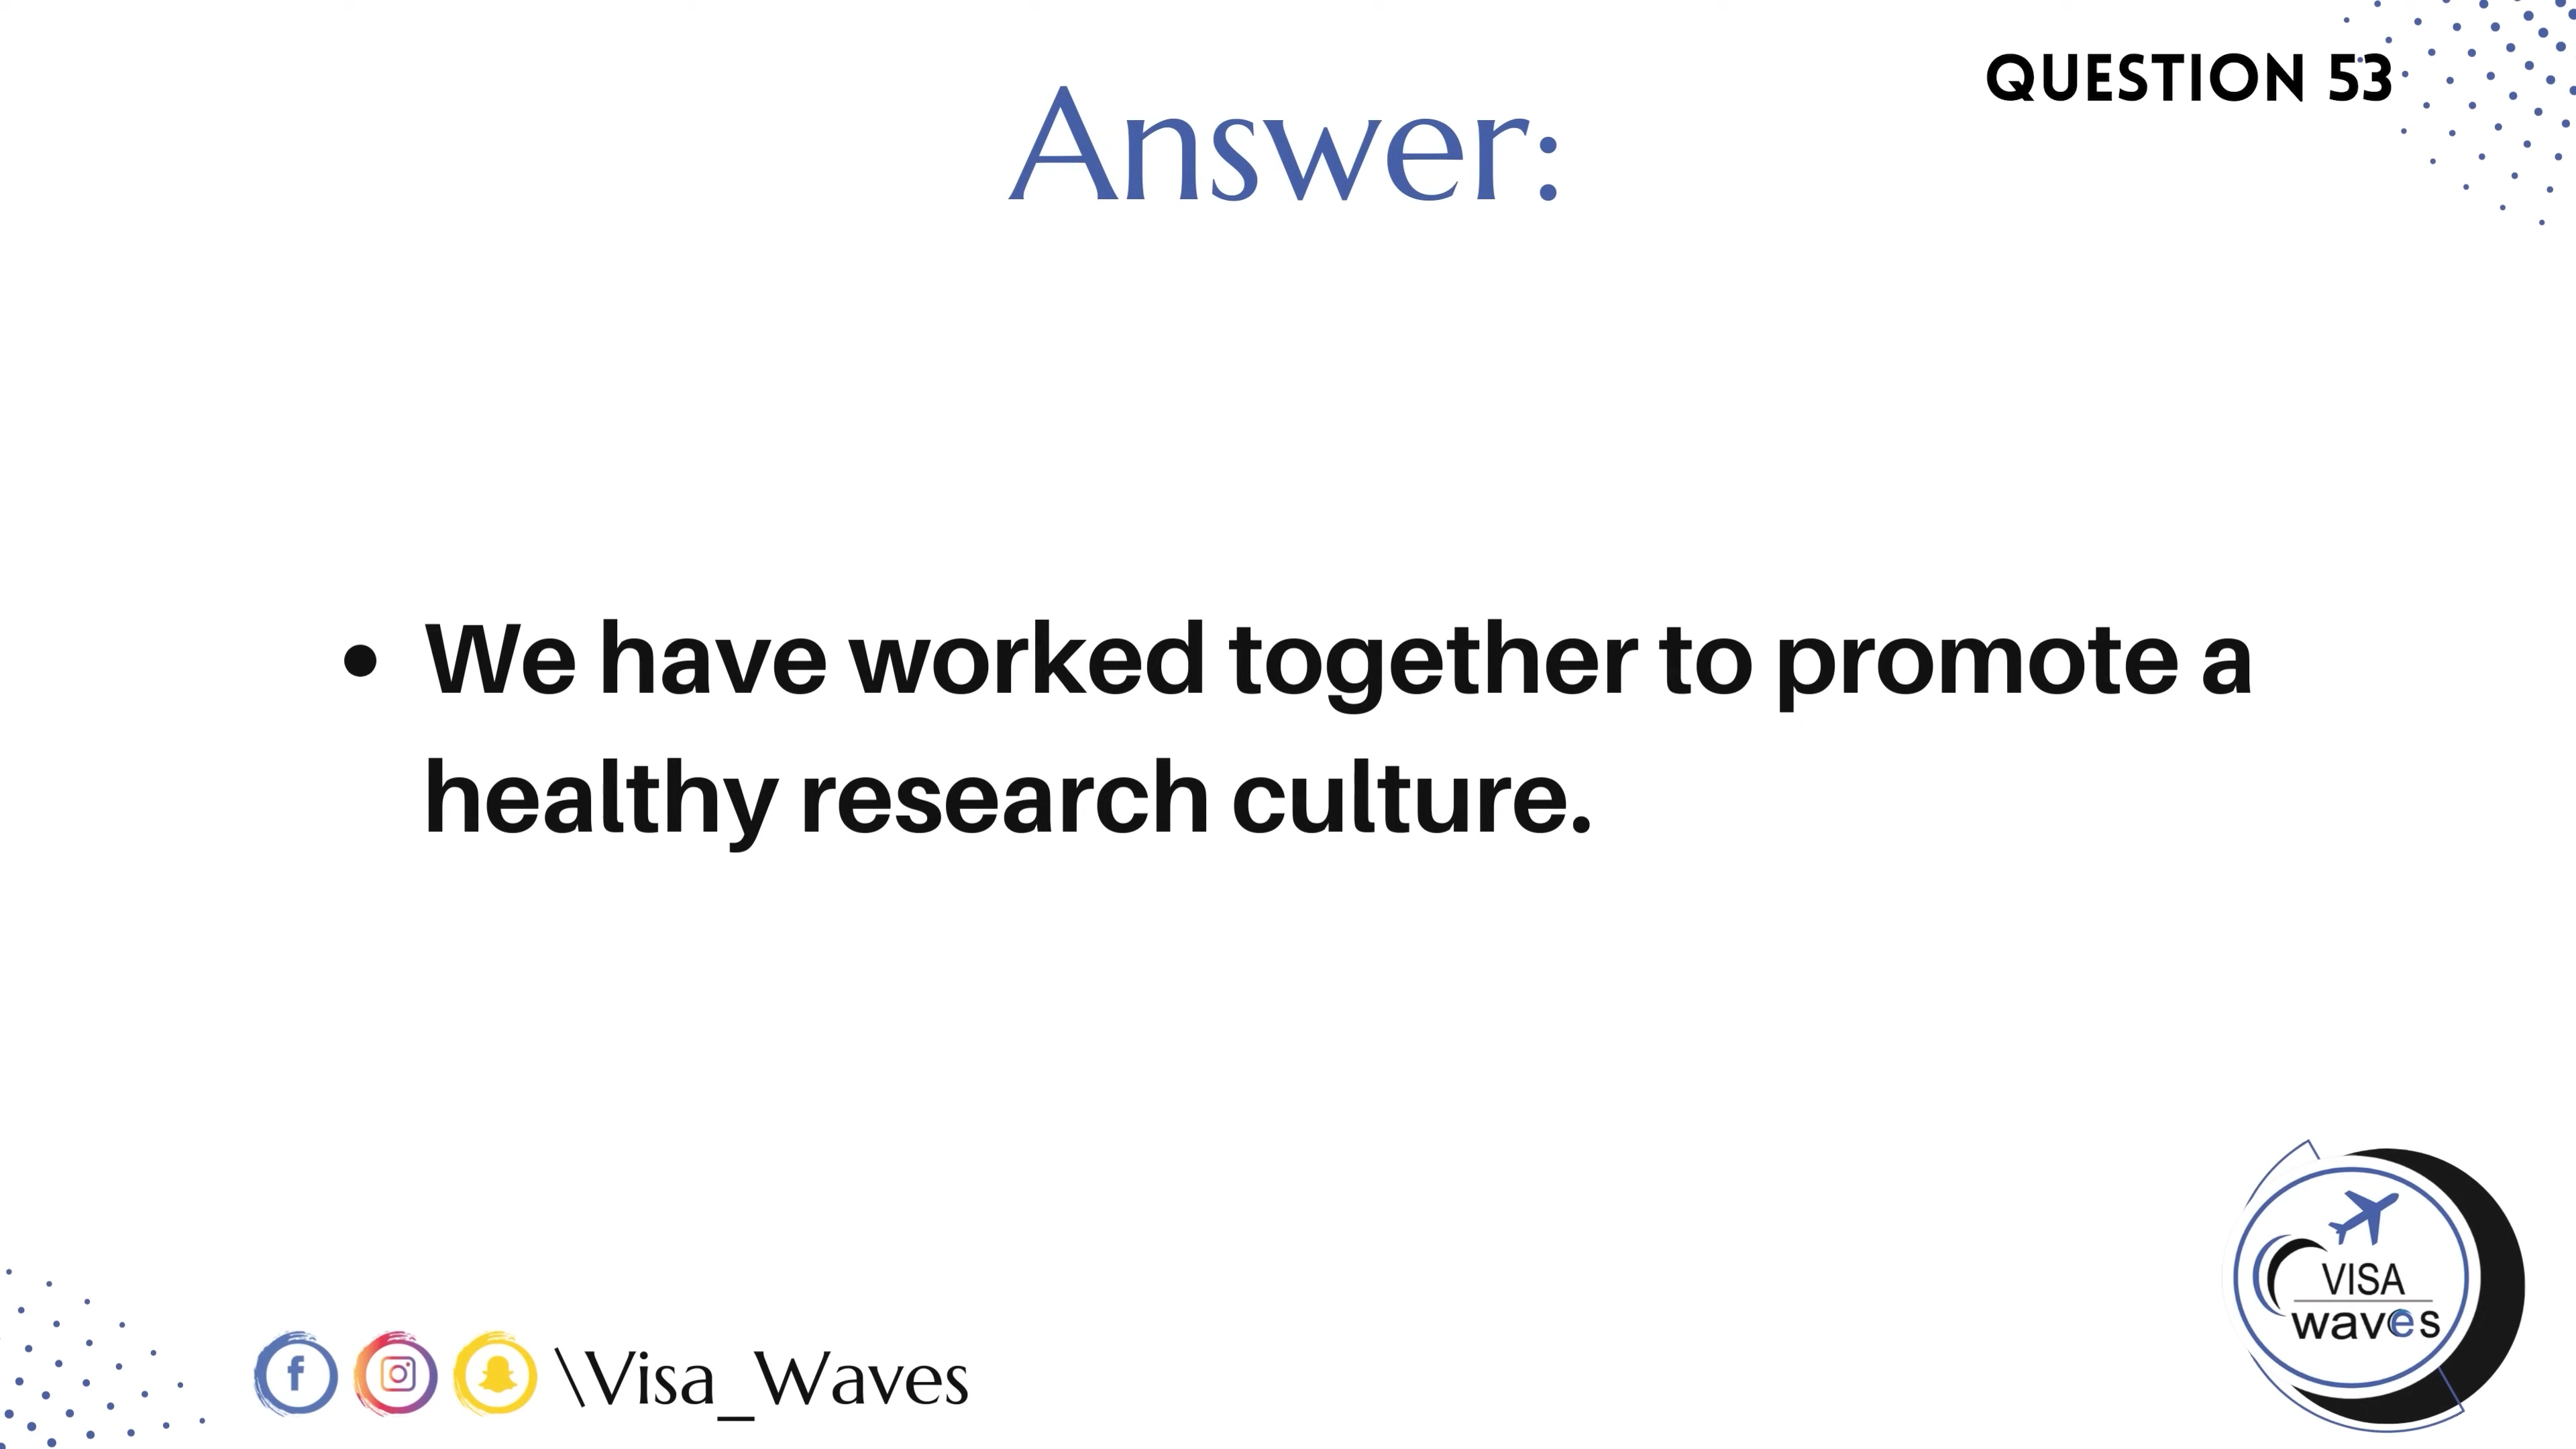 QUESTION 53
Answer:
• We have worked together to promote a
healthy research culture.
VISA
waves
\Visa_Waves